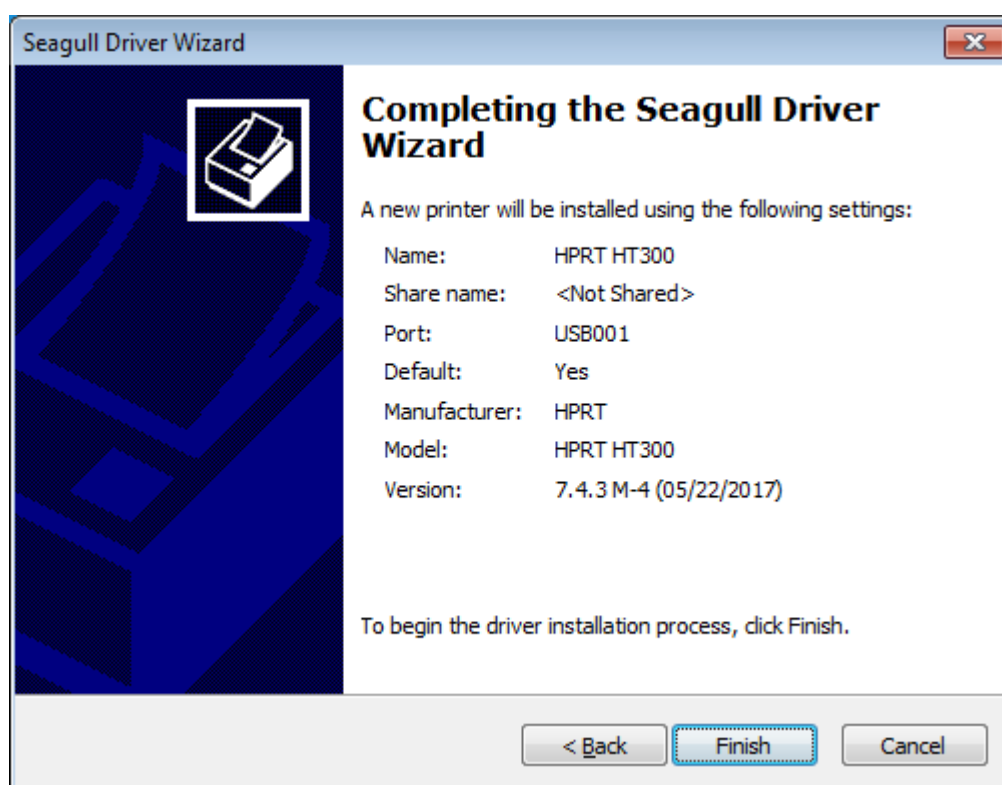 Seagull Driver Wizard
Completing the Seagull Driver
Wizard
A new printer will be installed using the following settings:
Name: HPRT HT300
Share name: <Not Shared>
Port: USB001
Default: Yes
Manufacturer: HPRT
Model: HPRT HT300
Version: 7.4.3 M-4 (05/22/2017)
To begin the driver installation process, click Finish.
< Back Finish Cancel